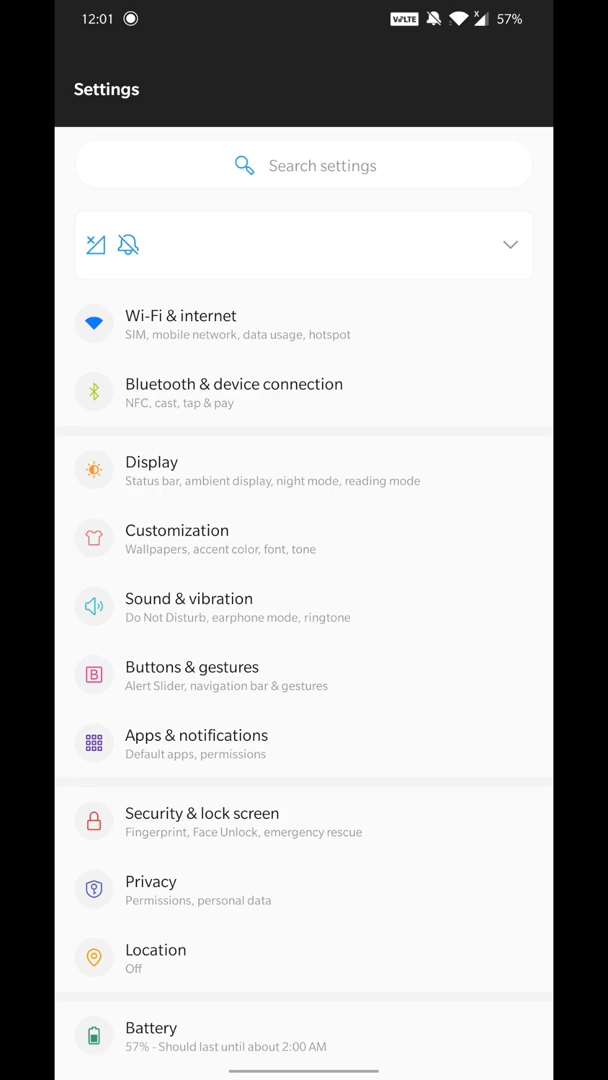 12:01
VoLTE
57%
Settings
Search settings
Wi-Fi & internet
SIM, mobile network, data usage, hotspot
Bluetooth & device connection
NFC, cast, tap & pay
Display
Status bar, ambient display, night mode, reading mode
Customization
Wallpapers, accent color, font, tone
Sound & vibration
Do Not Disturb, earphone mode, ringtone
B
Buttons & gestures
Alert Slider, navigation bar & gestures
Apps & notifications
Default apps, permissions
Security & lock screen
Fingerprint, Face Unlock, emergency rescue
Privacy
Permissions, personal data
Location
Off
Battery
57% - Should last until about 2:00 AM